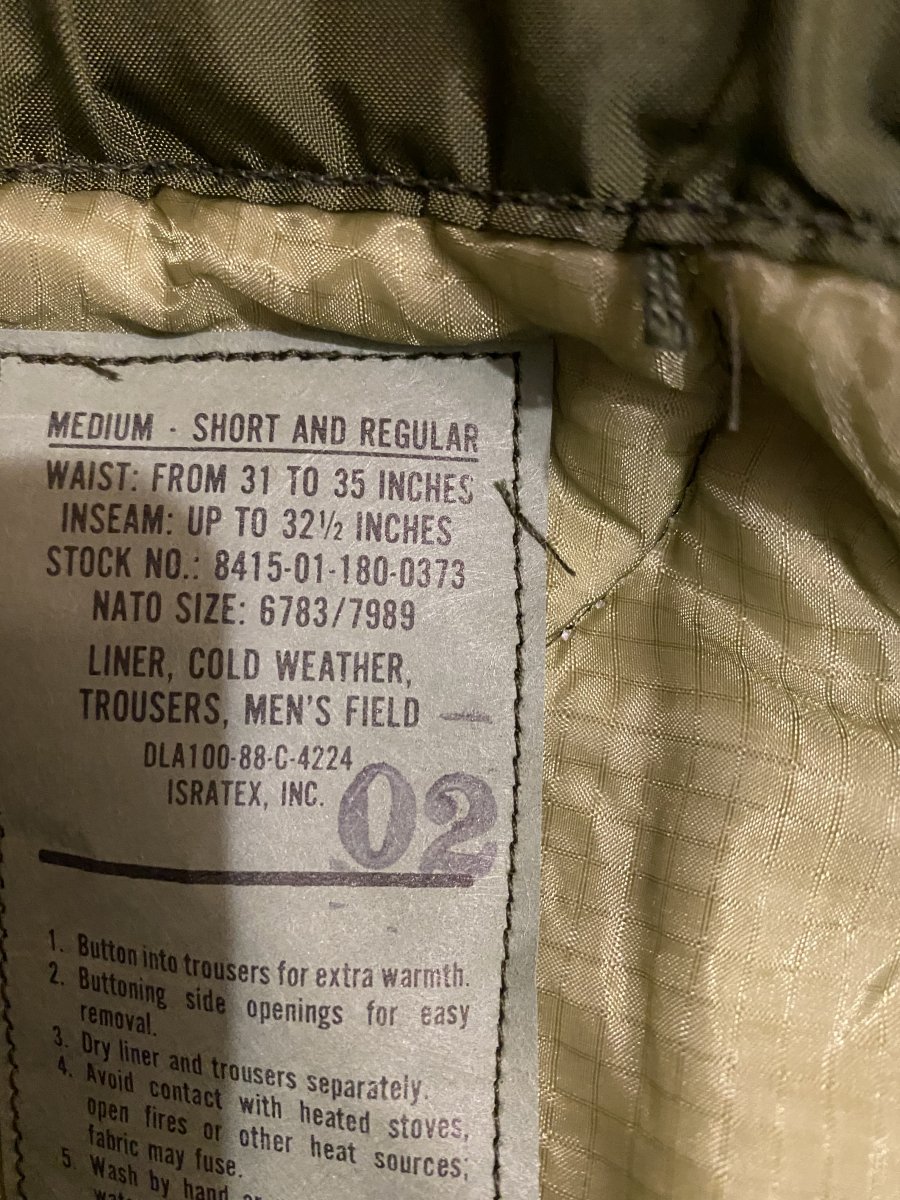 MEDIUM - SHORT AND REGULAR
WAIST: FROM 31 TO 35 INCHES
INSEAM: UP TO 32½ INCHES
STOCK NO.: 8415-01-180-0373
NATO SIZE: 6783/7989
LINER, COLD WEATHER,
TROUSERS, MEN'S FIELD
DLA100-88-C-4224
ISRATEX, INC.
02
1. Button into trousers for extra warmth.
2. Buttoning side openings for easy
removal.
3. Dry liner and trousers separately.
4. Avoid contact with heated stoves,
open fires or other heat sources;
fabric may fuse.
5. Wash by hand